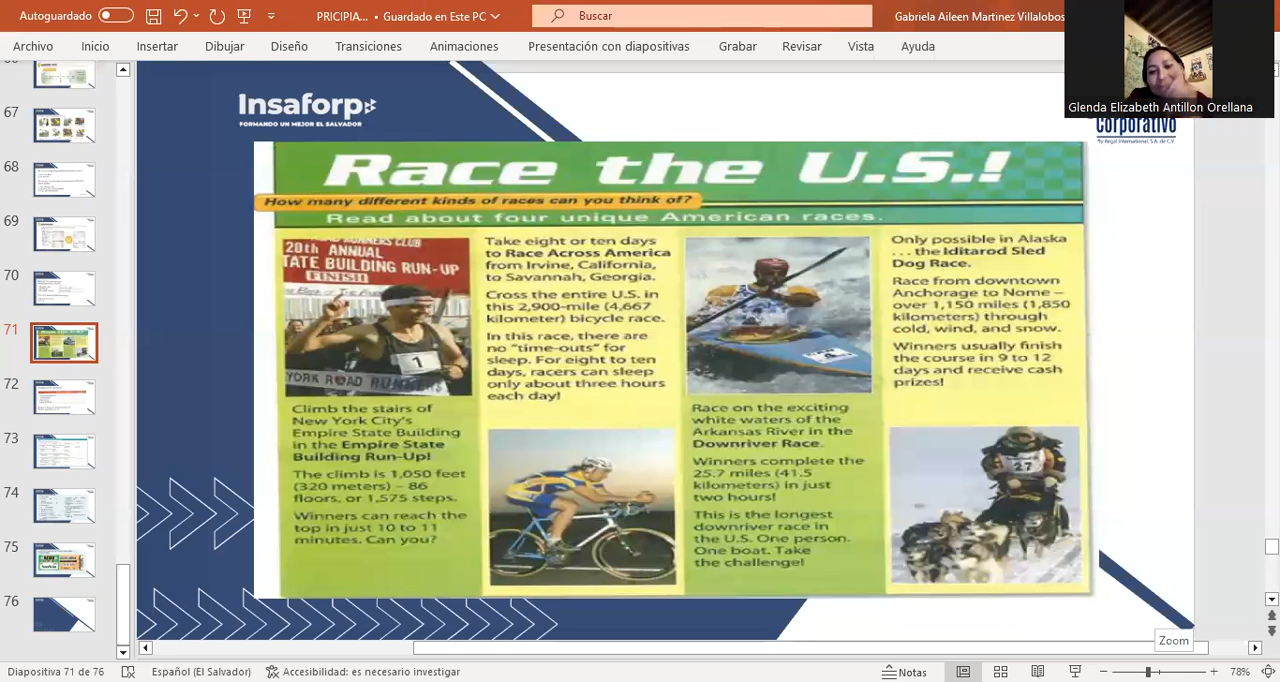 Autoguardado
PRICIPIA... • Guardado en Este PC
Buscar
Gabriela Aileen Martinez Villalobos
Archivo
Inicio
Insertar
Dibujar
Diseño
Transiciones
Animaciones
Presentación con diapositivas
Grabar
Revisar
Vista
Ayuda
Glenda Elizabeth Antillon Orellana
67
68
69
70
71
72
73
74
75
76
Insaforp
FORMANDO UN MEJOR EL SALVADOR
Corporativo
Race the U.S.!
How many different kinds of races can you think of?
Read about four unique American races.
20th ANNUAL
TATE BUILDING RUN-UP
FINISH
1
YORK ROAD RUNNERS
Climb the stairs of
New York City's
Empire State Building
in the Empire State
Building Run-Up!
The climb is 1,050 feet
(320 meters) – 86
floors, or 1,575 steps.
Winners can reach the
top in just 10 to 11
minutes. Can you?
Take eight or ten days
to Race Across America
from Irvine, California,
to Savannah, Georgia.
Cross the entire U.S. in
this 2,900-mile (4,667
kilometer) bicycle race.
In this race, there are
no "time-outs" for
sleep. For eight to ten
days, racers can sleep
only about three hours
each day!
Race on the exciting
white waters of the
Arkansas River in the
Downriver Race.
Winners complete the
25.7 miles (41.5
kilometers) in just
two hours!
This is the longest
downriver race in
the U.S. One person.
One boat. Take
the challenge!
Only possible in Alaska
... the Iditarod Sled
Dog Race.
Race from downtown
Anchorage to Nome –
over 1,150 miles (1,850
kilometers) through
cold, wind, and snow.
Winners usually finish
the course in 9 to 12
days and receive cash
prizes!
27
Zoom
Diapositiva 71 de 76
Español (El Salvador)
Accesibilidad: es necesario investigar
Notas
78%